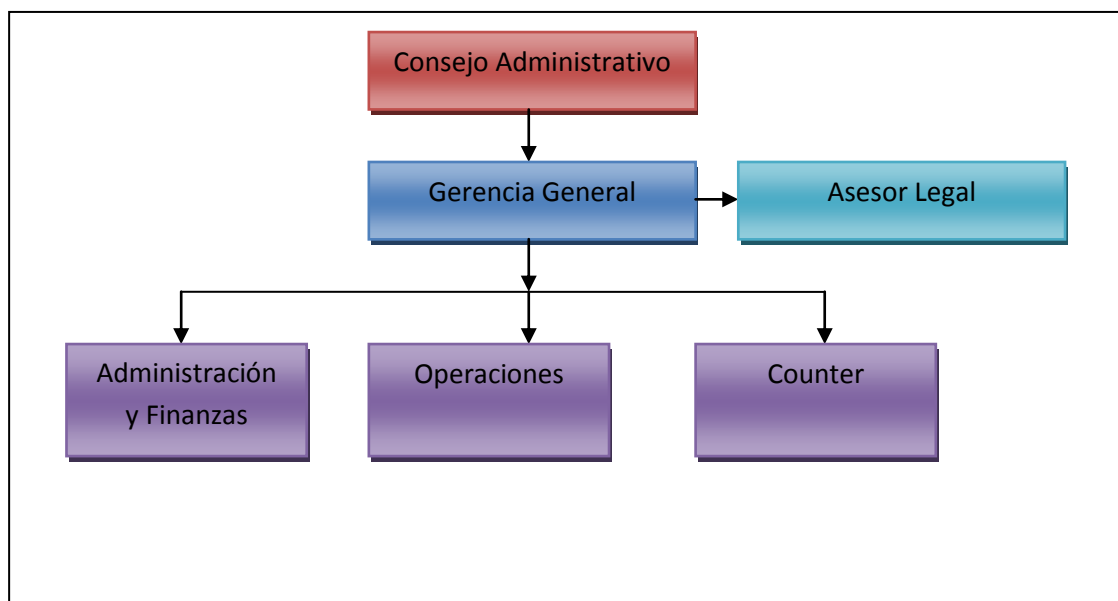 Consejo Administrativo
Gerencia General
Asesor Legal
Administración
y Finanzas
Operaciones
Counter